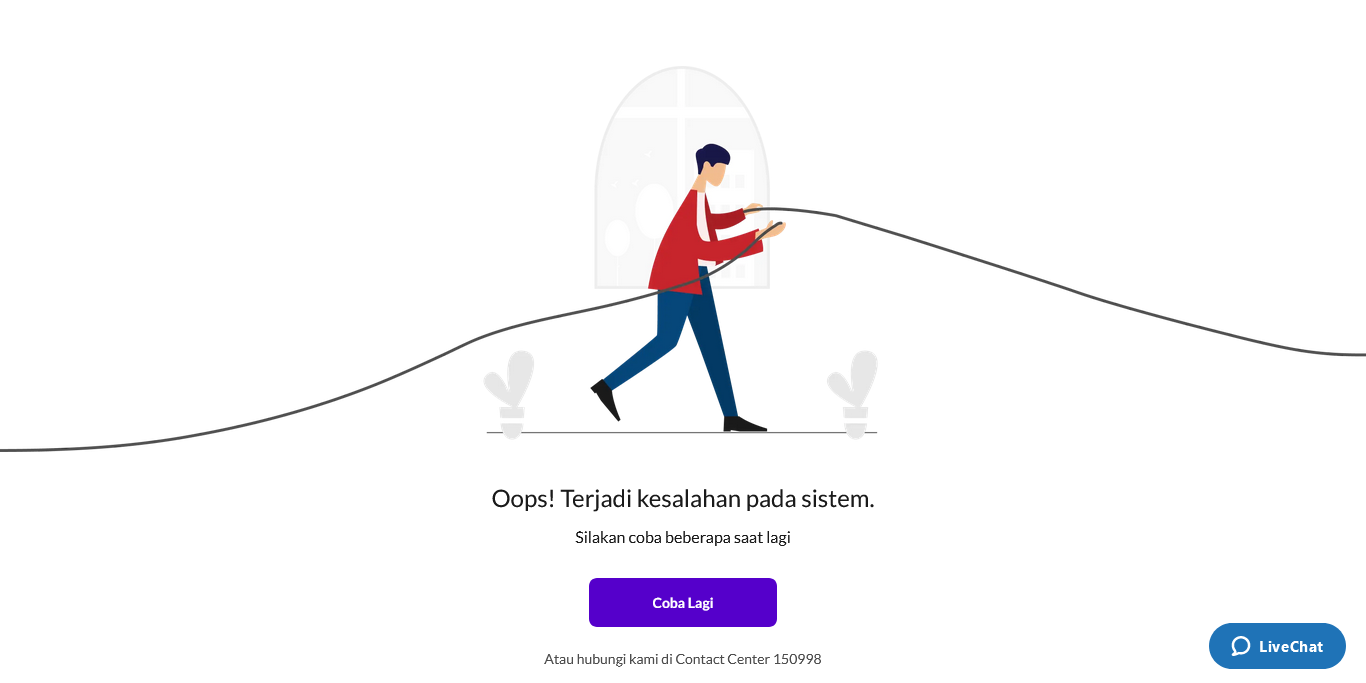 Oops! Terjadi kesalahan pada sistem.
Silakan coba beberapa saat lagi
Coba Lagi
Atau hubungi kami di Contact Center 150998
LiveChat